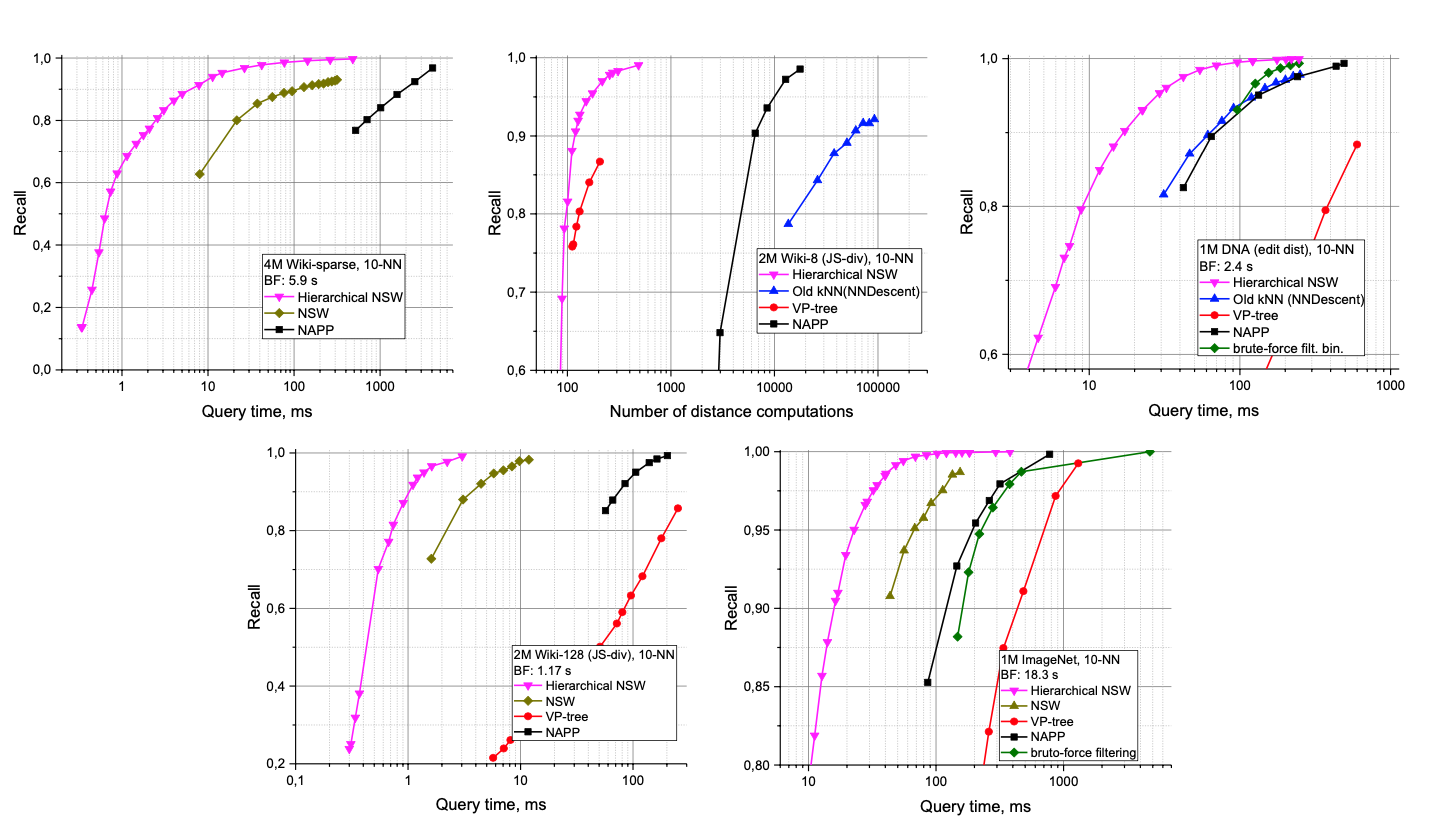 1,0
0,8
0,6
0,4
0,2
0,0
Recall
1
10
100
1000
Query time, ms
4M Wiki-sparse, 10-NN
BF: 5.9 s
Hierarchical NSW
NSW
NAPP
1,0
0,9
0,8
0,7
0,6
Recall
100
1000
10000
100000
Number of distance computations
2M Wiki-8 (JS-div), 10-NN
Hierarchical NSW
Old kNN(NNDescent)
VP-tree
NAPP
1,0
0,8
0,6
Recall
10
100
1000
Query time, ms
1M DNA (edit dist), 10-NN
BF: 2.4 s
Hierarchical NSW
Old kNN (NNDescent)
VP-tree
NAPP
brute-force filt. bin.
1,0
0,8
0,6
0,4
0,2
Recall
0,1
1
10
100
Query time, ms
2M Wiki-128 (JS-div), 10-NN
BF: 1.17 s
Hierarchical NSW
NSW
VP-tree
NAPP
1,00
0,95
0,90
0,85
0,80
Recall
10
100
1000
Query time, ms
1M ImageNet, 10-NN
BF: 18.3 s
Hierarchical NSW
NSW
VP-tree
NAPP
bruto-force filtering